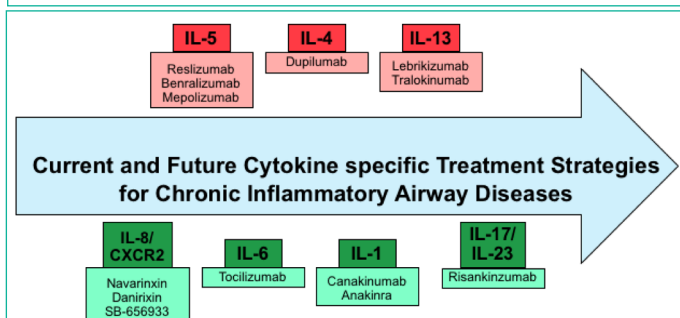 IL-5
IL-4
IL-13
Reslizumab
Benralizumab
Mepolizumab
Dupilumab
Lebrikizumab
Tralokinumab
Current and Future Cytokine specific Treatment Strategies
for Chronic Inflammatory Airway Diseases
IL-8/
CXCR2
IL-6
IL-1
IL-17/
IL-23
Navarinxin
Danirixin
SB-656933
Tocilizumab
Canakinumab
Anakinra
Risankinzumab